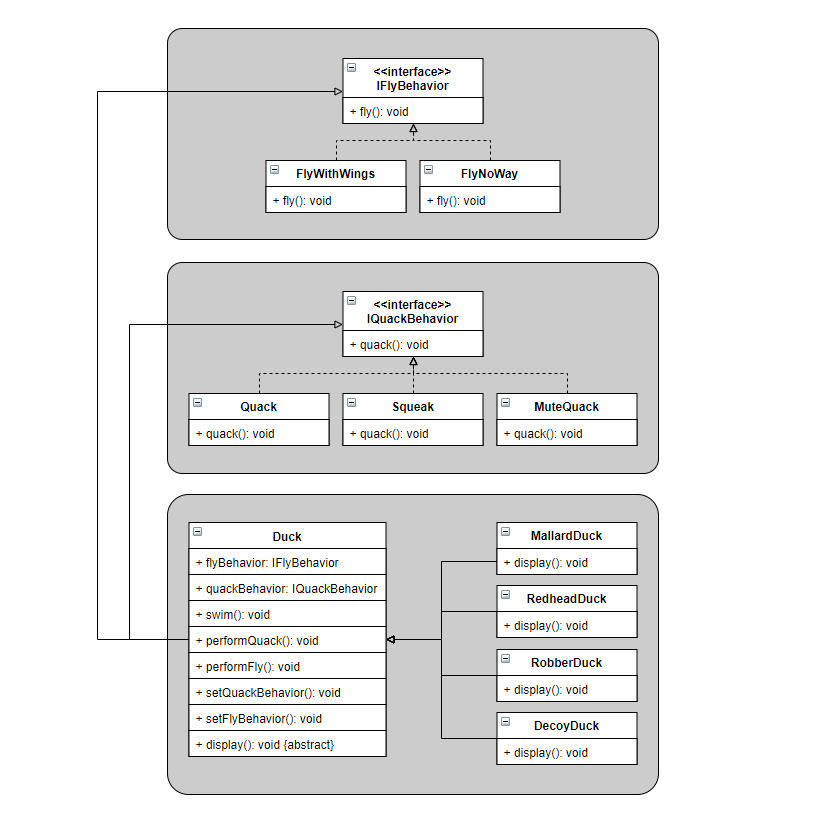 <<interface>>
IFlyBehavior
+ fly(): void
FlyWithWings
+ fly(): void
FlyNoWay
+ fly(): void
<<interface>>
IQuackBehavior
+ quack(): void
Quack
+ quack(): void
Squeak
+ quack(): void
MuteQuack
+ quack(): void
Duck
+ flyBehavior: IFlyBehavior
+ quackBehavior: IQuackBehavior
+ swim(): void
+ performQuack(): void
+ performFly(): void
+ setQuackBehavior(): void
+ setFlyBehavior(): void
+ display(): void {abstract}
MallardDuck
+ display(): void
RedheadDuck
+ display(): void
RobberDuck
+ display(): void
DecoyDuck
+ display(): void